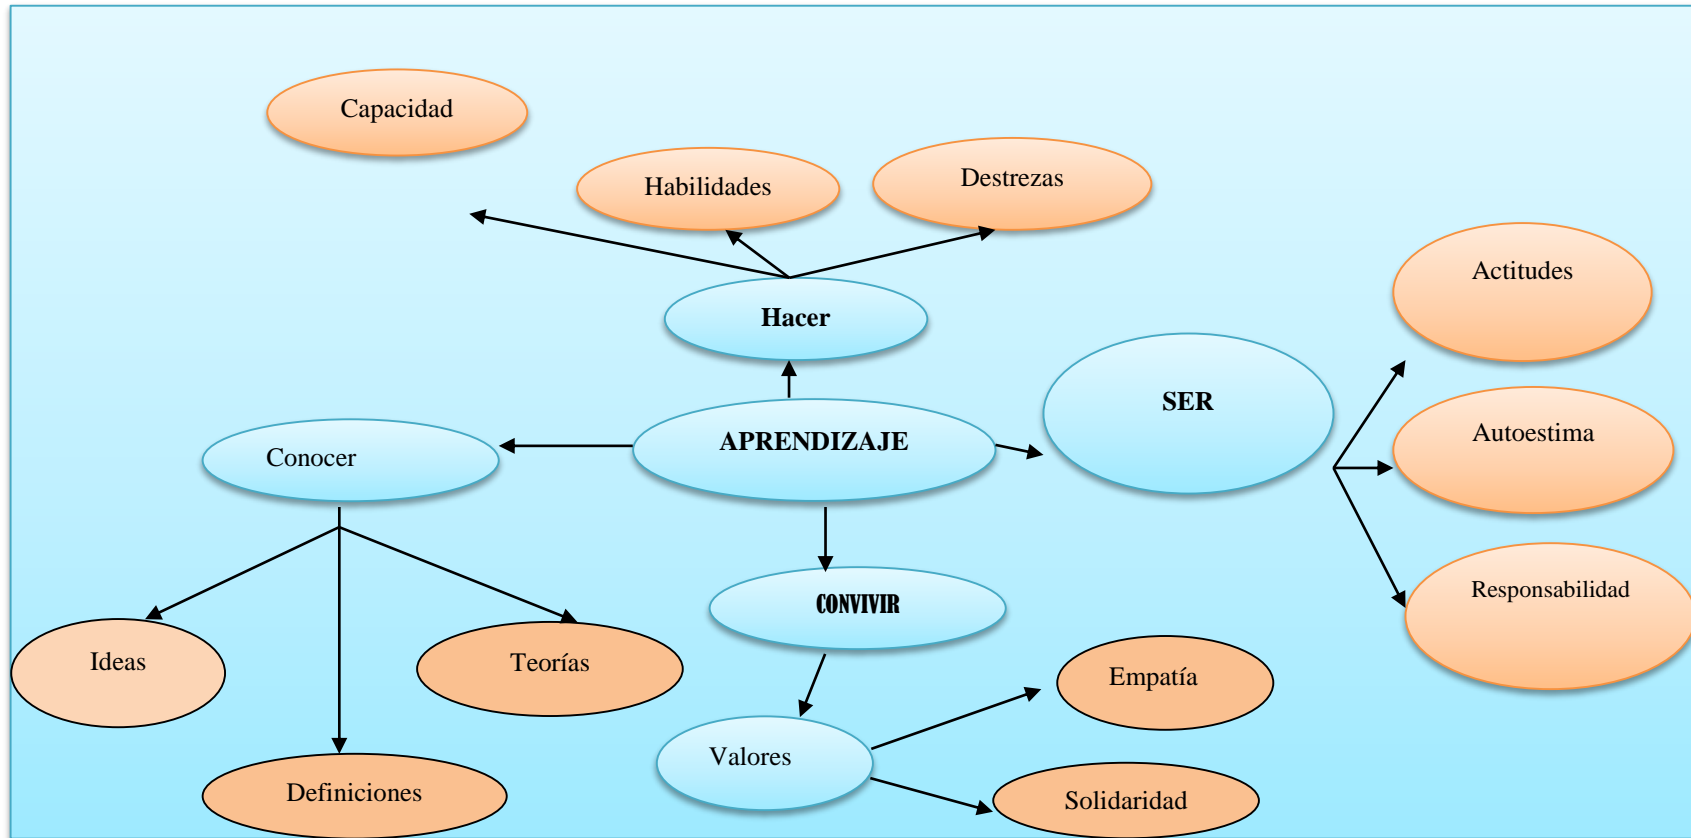 Capacidad
Habilidades
Destrezas
Actitudes
Hacer
SER
APRENDIZAJE
Autoestima
Conocer
Responsabilidad
CONVIVIR
Ideas
Teorías
Empatía
Valores
Definiciones
Solidaridad